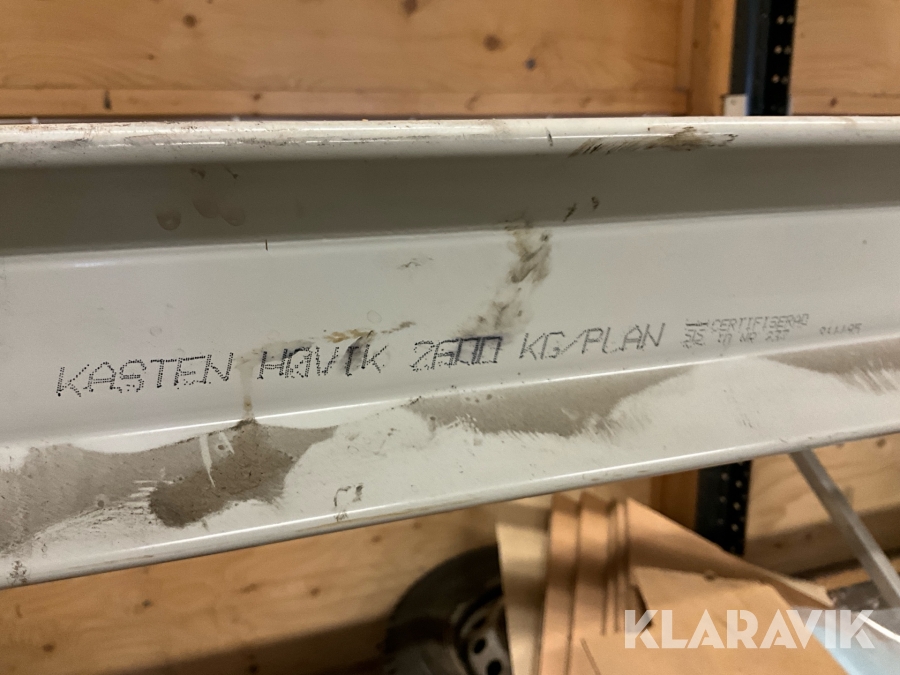 KASTEN HØVIK 2600 KG/PLAN
CERTIFISERAD
KLARAVIK